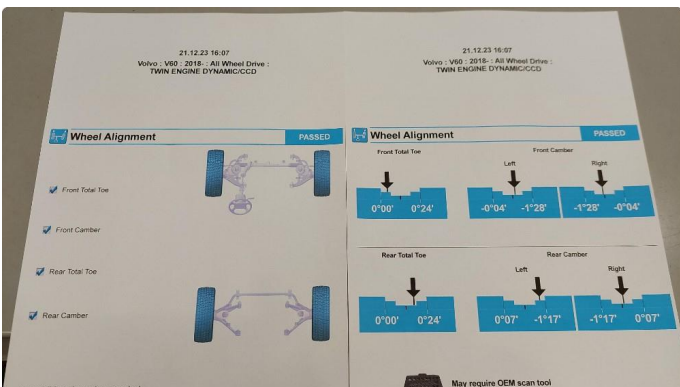 21.12.23 16:07
Volvo : V60 : 2018- : All Wheel Drive :
TWIN ENGINE DYNAMIC/CCD
Wheel Alignment PASSED
Front Total Toe
Front Camber
Rear Total Toe
Rear Camber
21.12.23 16:07
Volvo : V60 : 2018- : All Wheel Drive :
TWIN ENGINE DYNAMIC/CCD
Wheel Alignment PASSED
Front Total Toe Front Camber
Left Right
0°00' 0°24' -0°04' -1°28' -1°28' -0°04'
Rear Total Toe Rear Camber
Left Right
0°00' 0°24' 0°07' -1°17' -1°17' 0°07'
May require OEM scan tool